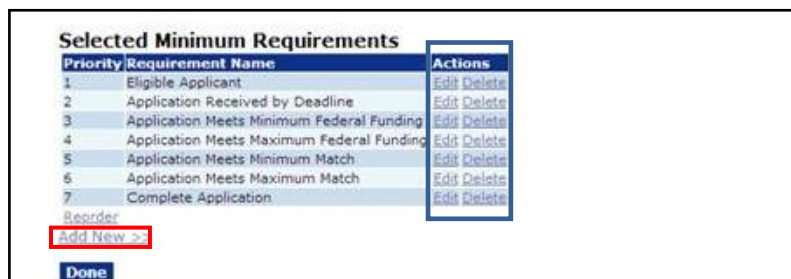 Selected Minimum Requirements
Priority Requirement Name Actions
1 Eligible Applicant Edit Delete
2 Application Received by Deadline Edit Delete
3 Application Meets Minimum Federal Funding Edit Delete
4 Application Meets Maximum Federal Funding Edit Delete
5 Application Meets Minimum Match Edit Delete
6 Application Meets Maximum Match Edit Delete
7 Complete Application Edit Delete
Reorder
Add New >>
Done